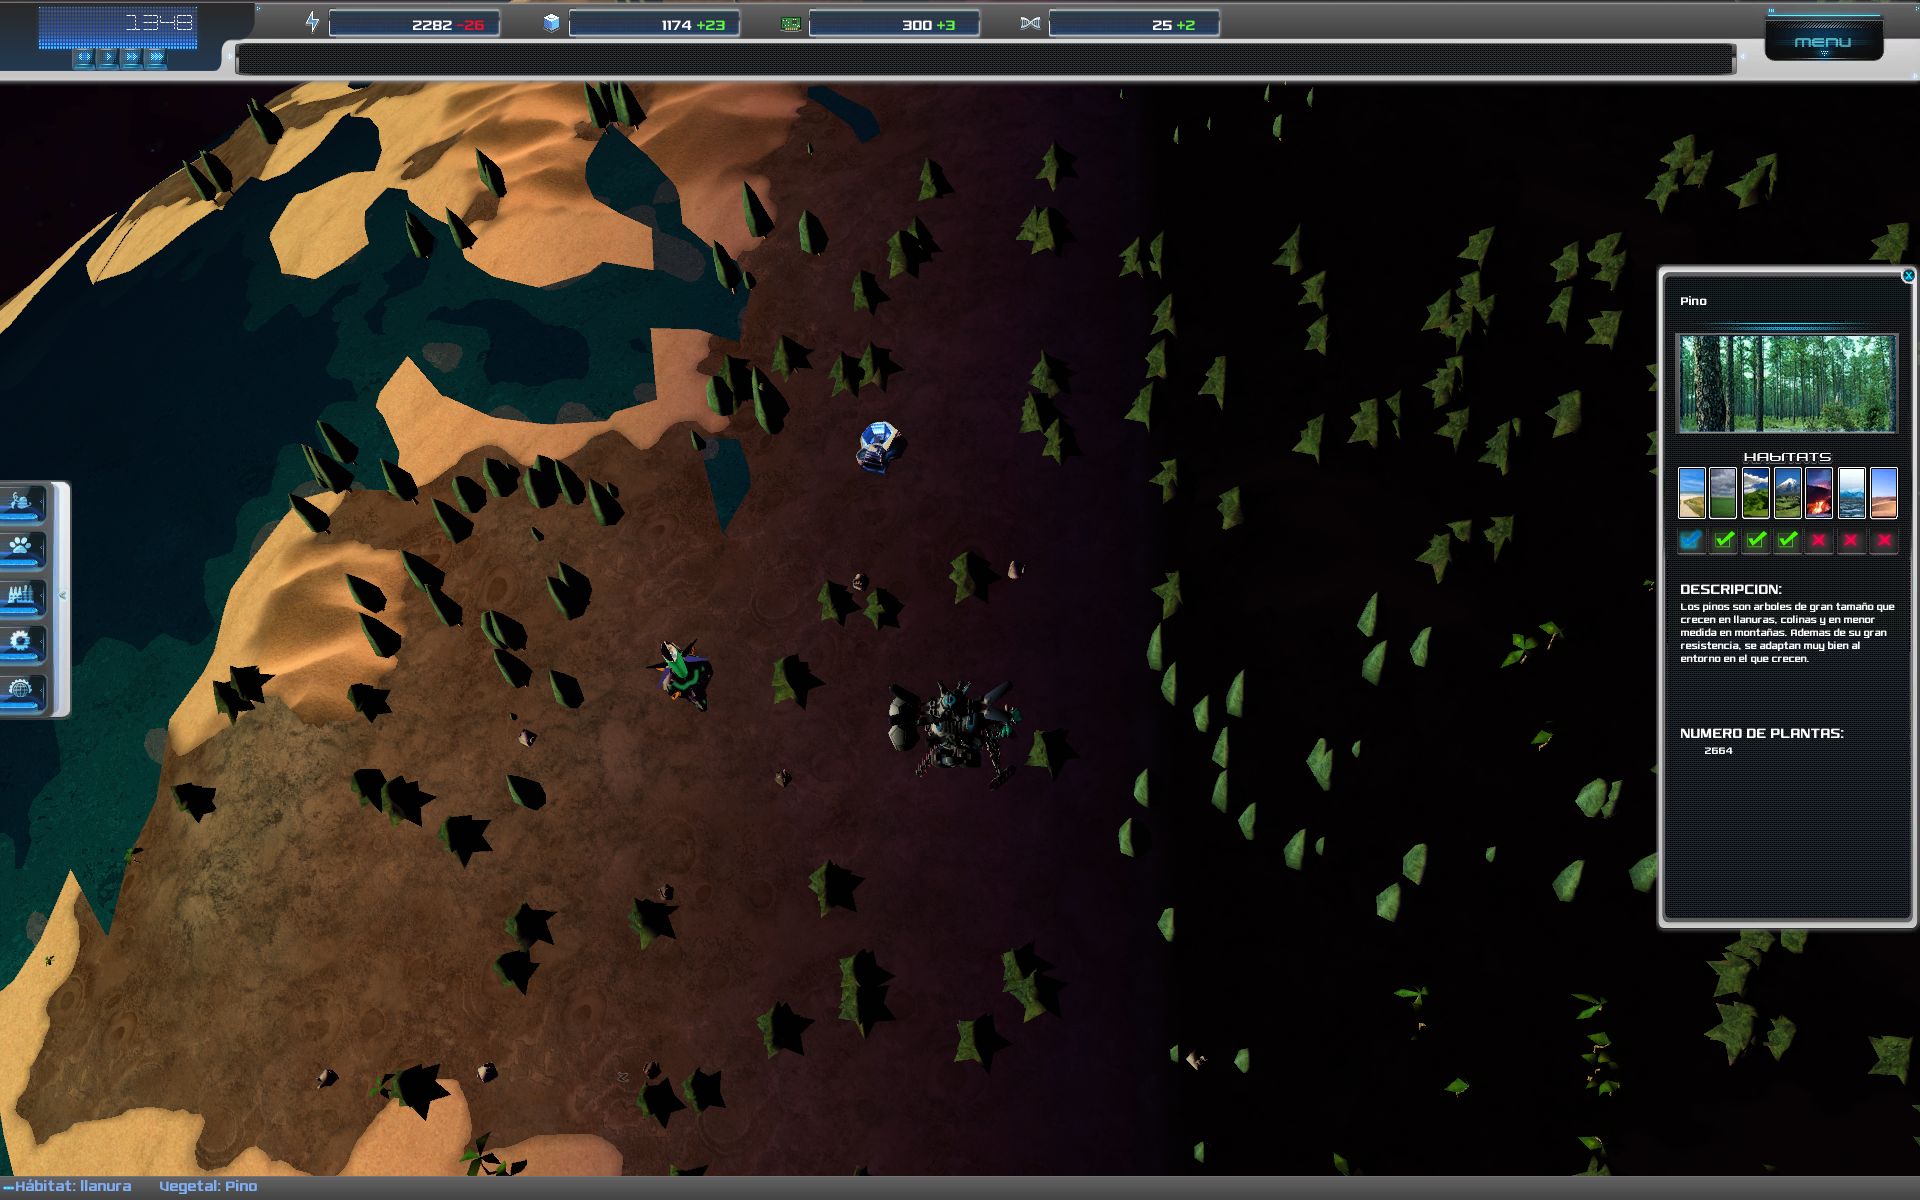 1348
2282 -26
1174 +23
300 +3
25 +2
MENU
Pino
HABITATS
DESCRIPCION:
Los pinos son arboles de gran tamaño que
crecen en llanuras, colinas y en menor
medida en montañas. Ademas de su gran
resistencia, se adaptan muy bien al
entorno en el que crecen.
NUMERO DE PLANTAS:
2664
Hábitat: llanura Vegetal: Pino